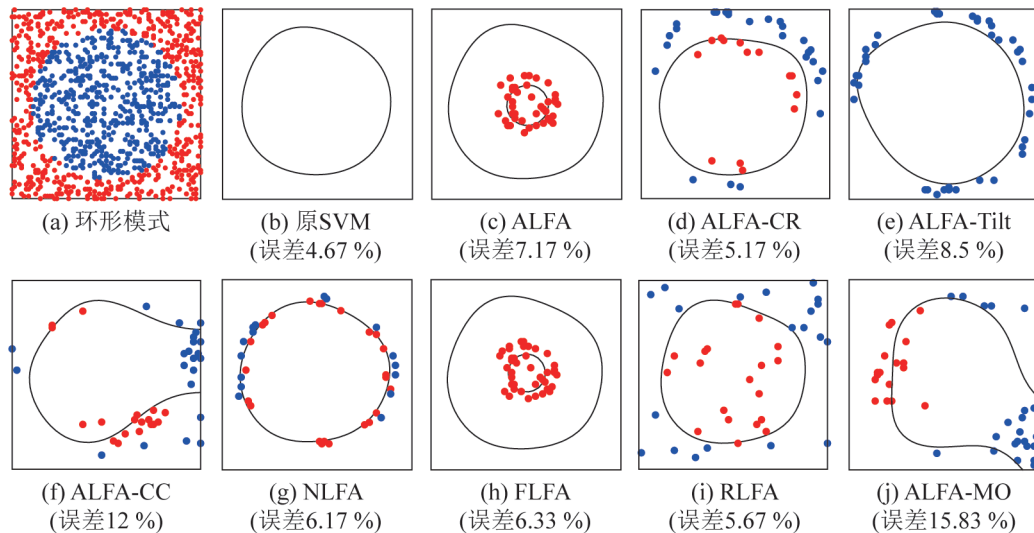 (a) 环形模式
(b) 原SVM
(误差4.67 %)
(c) ALFA
(误差7.17 %)
(d) ALFA-CR
(误差5.17 %)
(e) ALFA-Tilt
(误差8.5 %)
(f) ALFA-CC
(误差12 %)
(g) NLFA
(误差6.17 %)
(h) FLFA
(误差6.33 %)
(i) RLFA
(误差5.67 %)
(j) ALFA-MO
(误差15.83 %)